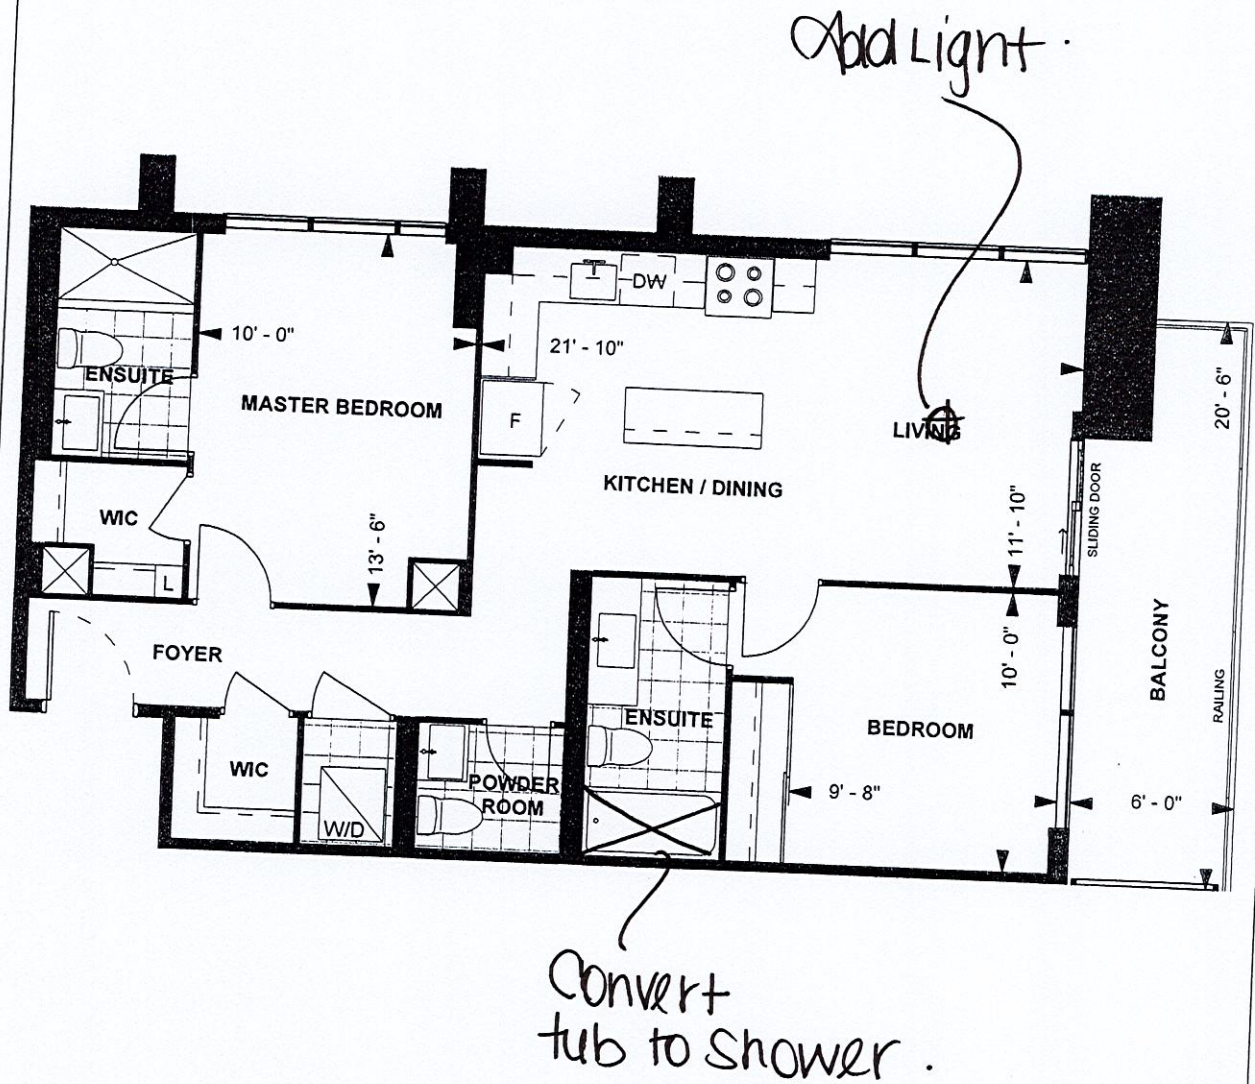 Add Light.
DW
10' - 0"
21' - 10"
20' - 6"
ENSUITE
MASTER BEDROOM
F
LIVING
KITCHEN / DINING
SLIDING DOOR
WIC
13' - 6"
11' - 10"
L
FOYER
10' - 0"
BALCONY
RAILING
ENSUITE
BEDROOM
WIC
POWDER
ROOM
9' - 8"
6' - 0"
W/D
Convert
tub to shower.